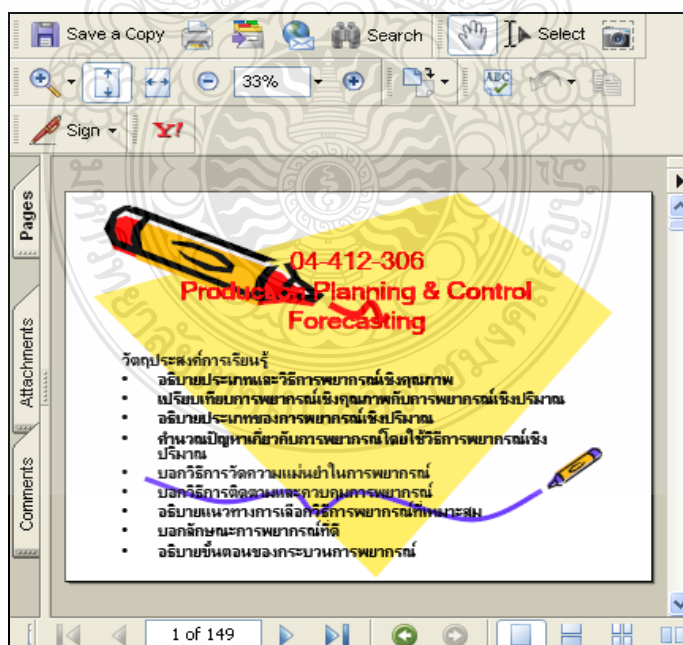 Save a Copy Search Select
33%
Sign Y!
Pages
Attachments
Comments
04-412-306
Production Planning & Control
Forecasting
วัตถุประสงค์การเรียนรู้
• อธิบายประเภทและวิธีการพยากรณ์เชิงคุณภาพ
• เปรียบเทียบการพยากรณ์เชิงคุณภาพกับการพยากรณ์เชิงปริมาณ
• อธิบายประเภทของการพยากรณ์เชิงปริมาณ
• คำนวณปัญหาเกี่ยวกับการพยากรณ์โดยใช้วิธีการพยากรณ์เชิง
ปริมาณ
• บอกวิธีการวัดความแม่นยำในการพยากรณ์
• บอกวิธีการติดตามและควบคุมการพยากรณ์
• อธิบายแนวทางการเลือกวิธีการพยากรณ์ที่เหมาะสม
• บอกลักษณะการพยากรณ์ที่ดี
• อธิบายขั้นตอนของกระบวนการพยากรณ์
1 of 149